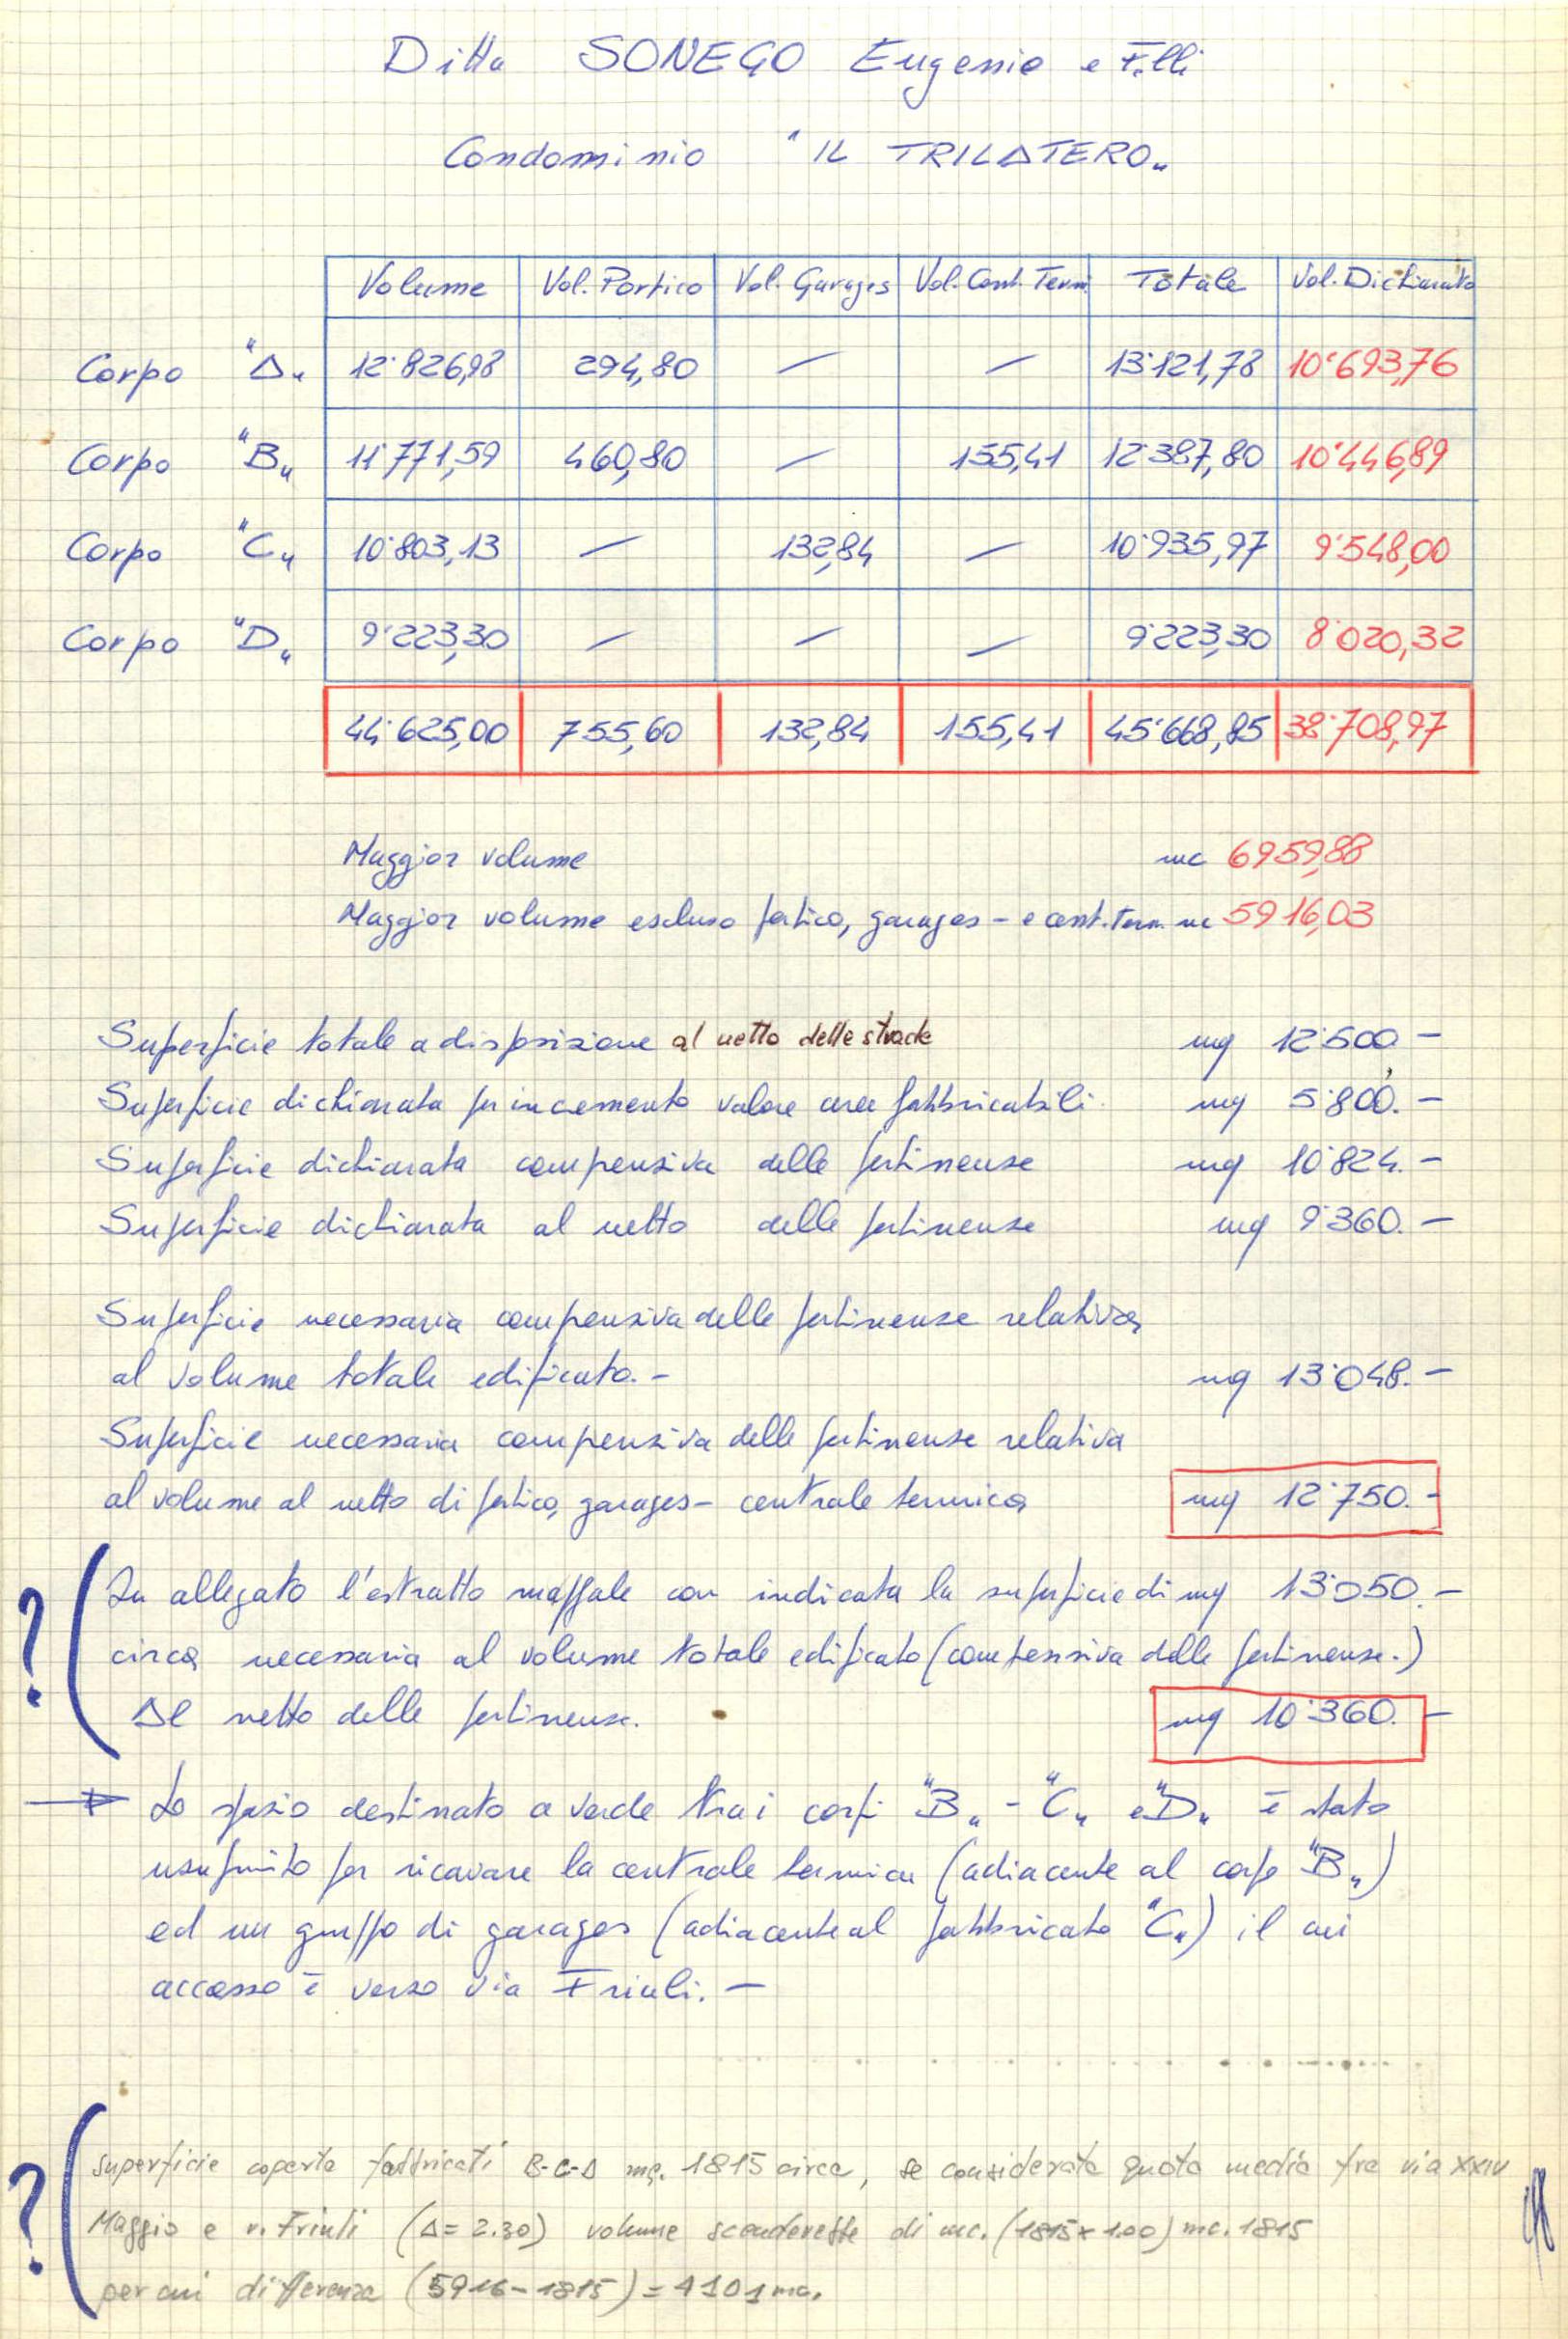 Ditta SONEGO Eugenio e F.lli
Condominio "IL TRILATERO"
Volume Vol. Portico Vol. Garages Vol. Cent. Term. Totale Vol. Dichiarato
Corpo "A" 12'826,98 294,80 — — 13'121,78 10'693,76
Corpo "B" 11'771,59 460,80 — 155,41 12'387,80 10'446,89
Corpo "C" 10'803,13 — 132,84 — 10'935,97 9'548,00
Corpo "D" 9'223,30 — — — 9'223,30 8'020,32
44'625,00 755,60 132,84 155,41 45'668,85 38'708,97
Maggior volume mc 6959,88
Maggior volume escluso portico, garages - e cent. term. mc 5916,03
Superficie totale a disposizione al netto delle strade mq 12'500 —
Superficie dichiarata per incremento valore aree fabbricabili. mq 5'800. —
Superficie dichiarata compensiva delle pertinense mq 10'824. —
Superficie dichiarata al netto delle pertinense mq 9'360. —
Superficie necessaria compensiva delle pertinense relativa
al volume totale edificato. - mq 13'048. —
Superficie necessaria compensiva delle pertinense relativa
al volume al netto di portico, garages - centrale termica mq 12'750. -
? ( In allegato l'estratto mappale con indicata la superficie di mq 13'050. —
circa necessaria al volume totale edificato (compensiva delle pertinense.)
Al netto delle pertinense. mq 10'360. —
Lo spazio destinato a verde tra i corpi "B" - "C" e "D" è stato
usufruito per ricavare la centrale termica (adiacente al corpo "B")
ed un gruppo di garages (adiacente al fabbricato "C") il cui
accesso è verso via Friuli. —
? ( superficie coperta fabbricati B-C-D mq. 1815 circa, se considerata quota media fra via XXIV
Maggio e v. Friuli (Δ= 2.30) volume scenderebbe di mc. (1815 x 1.00) mc. 1815
per cui differenza (5916 - 1815) = 4101 mc.